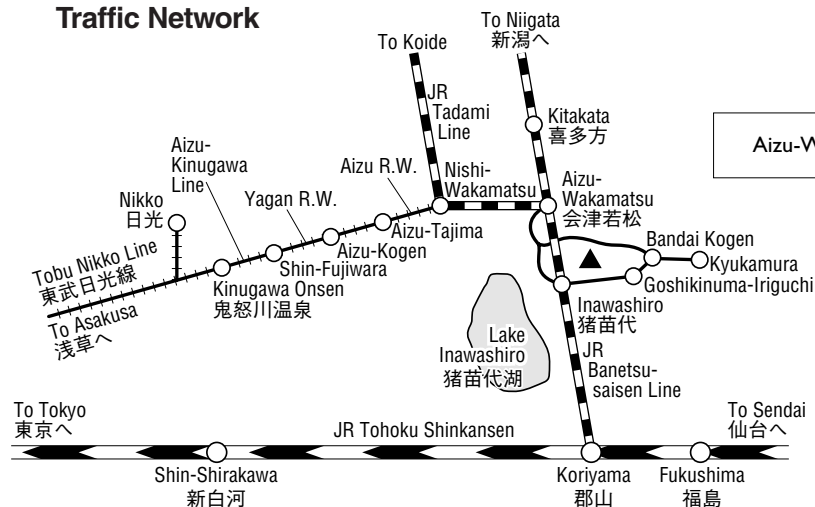 Traffic Network
To Koide
To Niigata
新潟へ
JR
Tadami
Line
Kitakata
喜多方
Aizu-W
Aizu-
Kinugawa
Line
Aizu R.W.
Nishi-
Wakamatsu
Aizu-
Wakamatsu
会津若松
Nikko
日光
Yagan R.W.
Aizu-Tajima
Aizu-Kogen
Shin-Fujiwara
Kinugawa Onsen
鬼怒川温泉
Tobu Nikko Line
東武日光線
To Asakusa
浅草へ
Bandai Kogen
Kyukamura
Goshikinuma-Iriguchi
Inawashiro
猪苗代
Lake
Inawashiro
猪苗代湖
JR
Banetsu-
saisen Line
To Tokyo
東京へ
JR Tohoku Shinkansen
To Sendai
仙台へ
Shin-Shirakawa
新白河
Koriyama
郡山
Fukushima
福島